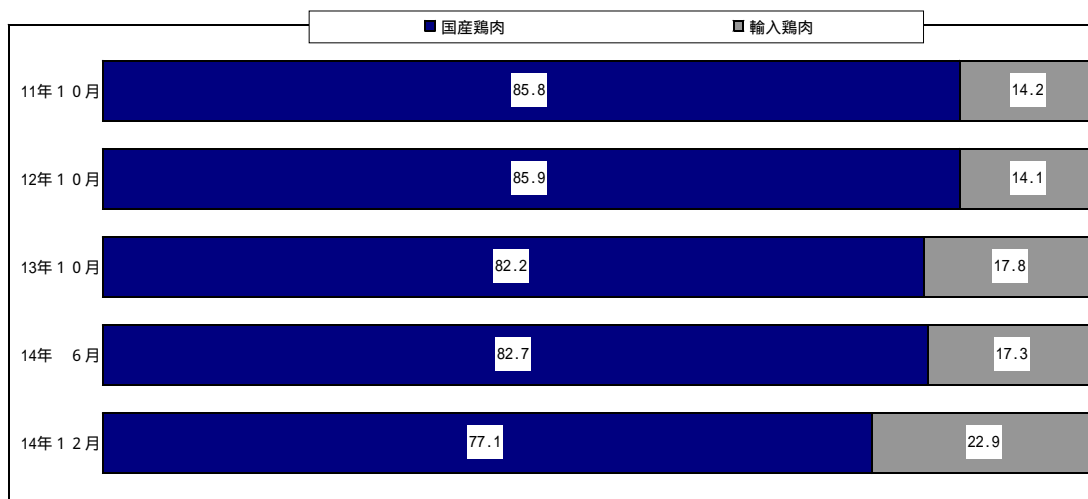 国産鶏肉 輸入鶏肉
11年１０月 85.8 14.2
12年１０月 85.9 14.1
13年１０月 82.2 17.8
14年　６月 82.7 17.3
14年１２月 77.1 22.9